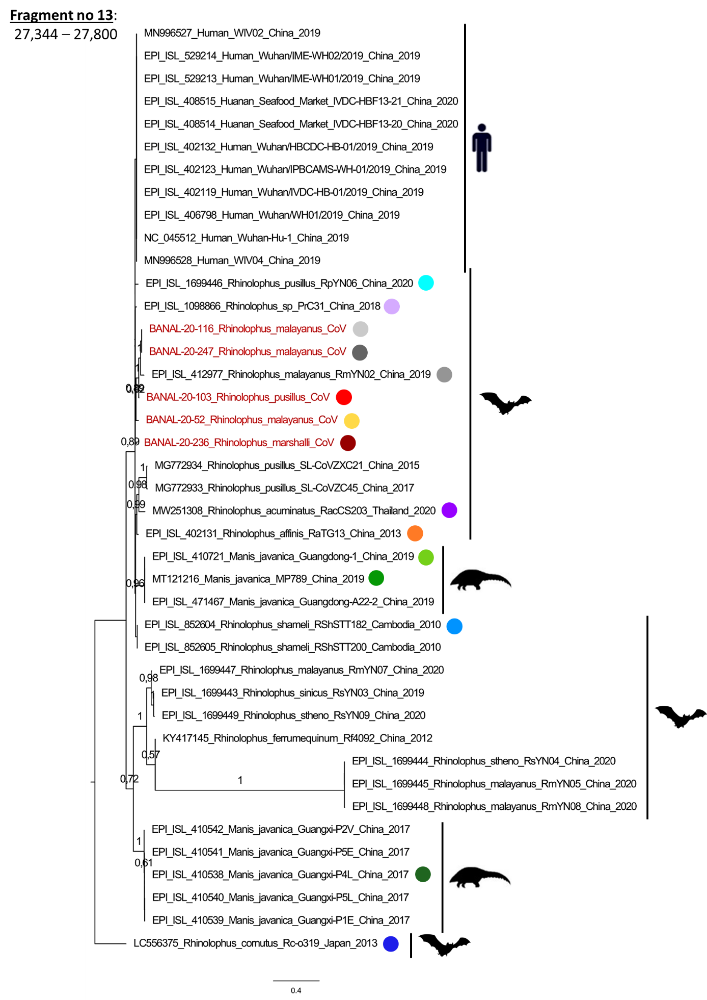 Fragment no 13:
27,344 – 27,800
MN996527_Human_WIV02_China_2019
EPI_ISL_529214_Human_Wuhan/IME-WH02/2019_China_2019
EPI_ISL_529213_Human_Wuhan/IME-WH01/2019_China_2019
EPI_ISL_408515_Huanan_Seafood_Market_IVDC-HBF13-21_China_2020
EPI_ISL_408514_Huanan_Seafood_Market_IVDC-HBF13-20_China_2020
EPI_ISL_402132_Human_Wuhan/HBCDC-HB-01/2019_China_2019
EPI_ISL_402123_Human_Wuhan/IPBCAMS-WH-01/2019_China_2019
EPI_ISL_402119_Human_Wuhan/IVDC-HB-01/2019_China_2019
EPI_ISL_406798_Human_Wuhan/WH01/2019_China_2019
NC_045512_Human_Wuhan-Hu-1_China_2019
MN996528_Human_WIV04_China_2019
EPI_ISL_1699446_Rhinolophus_pusillus_RpYN06_China_2020
EPI_ISL_1098866_Rhinolophus_sp_PrC31_China_2018
BANAL-20-116_Rhinolophus_malayanus_CoV
1
BANAL-20-247_Rhinolophus_malayanus_CoV
1
EPI_ISL_412977_Rhinolophus_malayanus_RmYN02_China_2019
BANAL-20-103_Rhinolophus_pusillus_CoV
BANAL-20-52_Rhinolophus_malayanus_CoV
0,89
BANAL-20-236_Rhinolophus_marshalli_CoV
1
MG772934_Rhinolophus_pusillus_SL-CoVZXC21_China_2015
0,98
MG772933_Rhinolophus_pusillus_SL-CoVZC45_China_2017
0,99
MW251308_Rhinolophus_acuminatus_RacCS203_Thailand_2020
EPI_ISL_402131_Rhinolophus_affinis_RaTG13_China_2013
EPI_ISL_410721_Manis_javanica_Guangdong-1_China_2019
0,96
MT121216_Manis_javanica_MP789_China_2019
EPI_ISL_471467_Manis_javanica_Guangdong-A22-2_China_2019
EPI_ISL_852604_Rhinolophus_shameli_RShSTT182_Cambodia_2010
EPI_ISL_852605_Rhinolophus_shameli_RShSTT200_Cambodia_2010
EPI_ISL_1699447_Rhinolophus_malayanus_RmYN07_China_2020
0,98
EPI_ISL_1699443_Rhinolophus_sinicus_RsYN03_China_2019
1
1
EPI_ISL_1699449_Rhinolophus_stheno_RsYN09_China_2020
KY417145_Rhinolophus_ferrumequinum_Rf4092_China_2012
0,57
EPI_ISL_1699444_Rhinolophus_stheno_RsYN04_China_2020
0,72
1
EPI_ISL_1699445_Rhinolophus_malayanus_RmYN05_China_2020
EPI_ISL_1699448_Rhinolophus_malayanus_RmYN08_China_2020
EPI_ISL_410542_Manis_javanica_Guangxi-P2V_China_2017
1
EPI_ISL_410541_Manis_javanica_Guangxi-P5E_China_2017
0,61
EPI_ISL_410538_Manis_javanica_Guangxi-P4L_China_2017
EPI_ISL_410540_Manis_javanica_Guangxi-P5L_China_2017
EPI_ISL_410539_Manis_javanica_Guangxi-P1E_China_2017
LC556375_Rhinolophus_cornutus_Rc-o319_Japan_2013
0.4